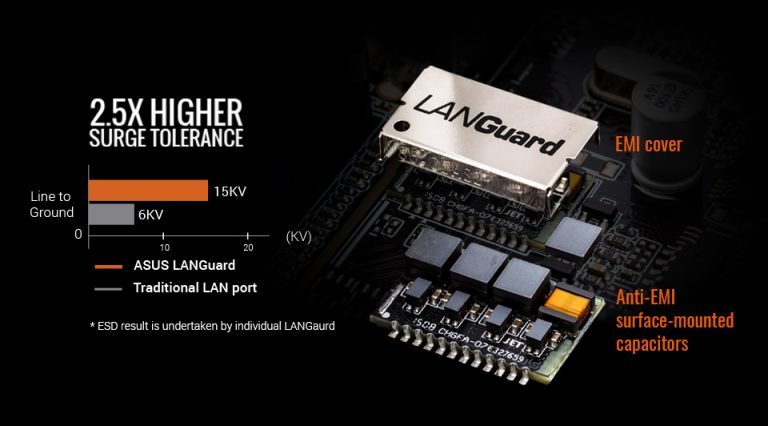 2.5X HIGHER
SURGE TOLERANCE
Line to
Ground
15KV
6KV
0
10
20
(KV)
ASUS LANGuard
Traditional LAN port
* ESD result is undertaken by individual LANGaurd
LANGuard
EMI cover
JET
Anti-EMI
surface-mounted
capacitors